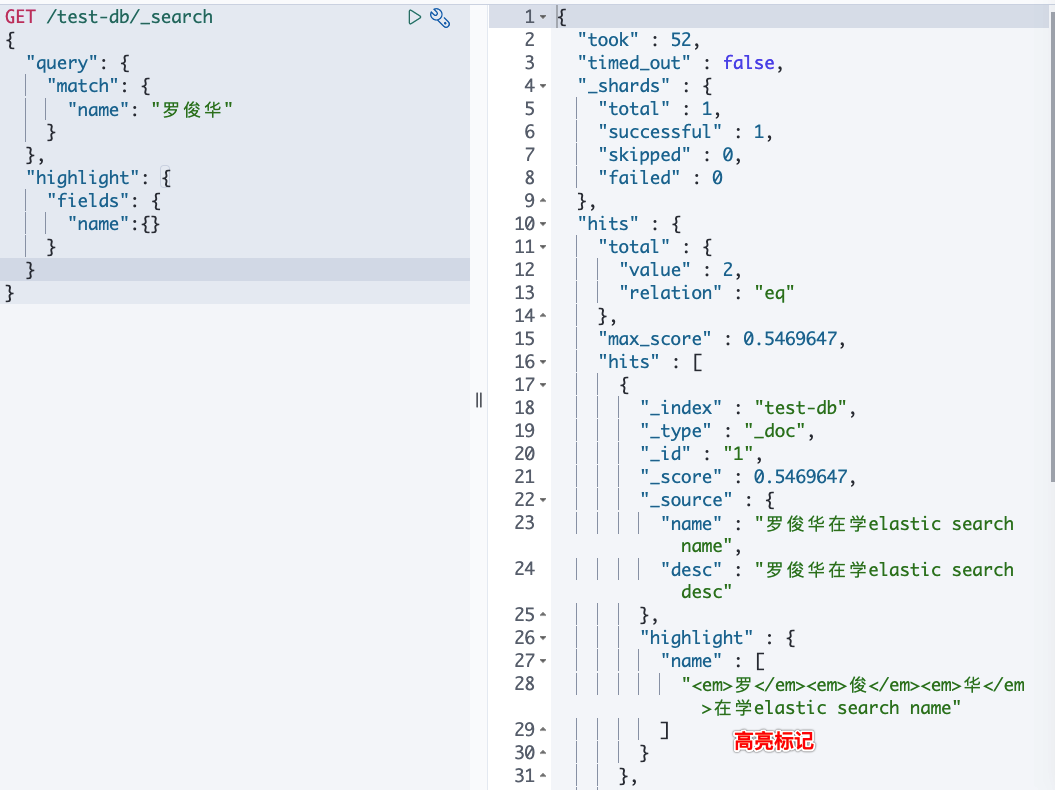 GET /test-db/_search
{
"query": {
"match": {
"name": "罗俊华"
}
},
"highlight": {
"fields": {
"name":{}
}
}
}
1 {
2 "took" : 52,
3 "timed_out" : false,
4 "_shards" : {
5 "total" : 1,
6 "successful" : 1,
7 "skipped" : 0,
8 "failed" : 0
9 },
10 "hits" : {
11 "total" : {
12 "value" : 2,
13 "relation" : "eq"
14 },
15 "max_score" : 0.5469647,
16 "hits" : [
17 {
18 "_index" : "test-db",
19 "_type" : "_doc",
20 "_id" : "1",
21 "_score" : 0.5469647,
22 "_source" : {
23 "name" : "罗俊华在学elastic search
name",
24 "desc" : "罗俊华在学elastic search
desc"
25 },
26 "highlight" : {
27 "name" : [
28 "<em>罗</em><em>俊</em><em>华</em
>在学elastic search name"
29 ]
高亮标记
30 }
31 },